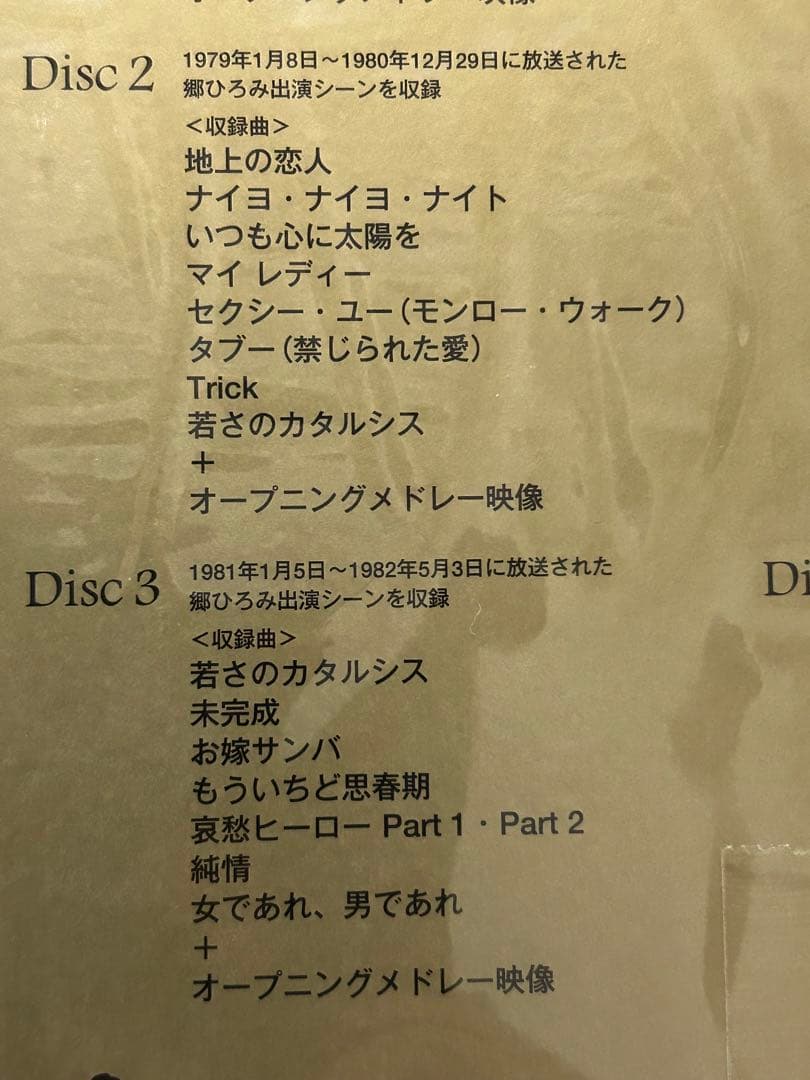 Disc 2
1979年1月8日～1980年12月29日に放送された
郷ひろみ出演シーンを収録
＜収録曲＞
地上の恋人
ナイヨ・ナイヨ・ナイト
いつも心に太陽を
マイ レディー
セクシー・ユー（モンロー・ウォーク）
タブー（禁じられた愛）
Trick
若さのカタルシス
＋
オープニングメドレー映像
Disc 3
1981年1月5日～1982年5月3日に放送された
郷ひろみ出演シーンを収録
＜収録曲＞
若さのカタルシス
未完成
お嫁サンバ
もういちど思春期
哀愁ヒーロー Part 1・Part 2
純情
女であれ、男であれ
＋
オープニングメドレー映像